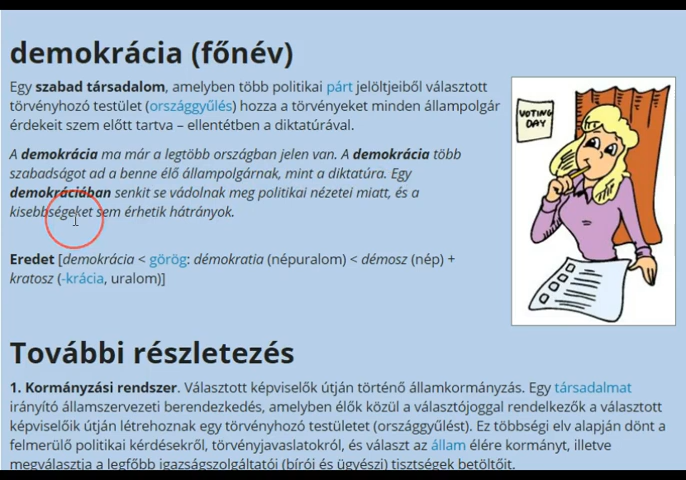 demokrácia (főnév)
Egy szabad társadalom, amelyben több politikai párt jelöltjeiből választott
törvényhozó testület (országgyűlés) hozza a törvényeket minden állampolgár
érdekeit szem előtt tartva – ellentétben a diktatúrával.
A demokrácia ma már a legtöbb országban jelen van. A demokrácia több
szabadságot ad a benne élő állampolgárnak, mint a diktatúra. Egy
demokráciában senkit se vádolnak meg politikai nézetei miatt, és a
kisebbségeket sem érhetik hátrányok.
Eredet [demokrácia < görög: démokratia (népuralom) < démosz (nép) +
kratosz (-krácia, uralom)]
VOTING
DAY
További részletezés
1. Kormányzási rendszer. Választott képviselők útján történő államkormányzás. Egy társadalmat
irányító államszervezeti berendezkedés, amelyben élők közül a választójoggal rendelkezők a választott
képviselőik útján létrehoznak egy törvényhozó testületet (országgyűlést). Ez többségi elv alapján dönt a
felmerülő politikai kérdésekről, törvényjavaslatokról, és választ az állam élére kormányt, illetve
megválasztja a legfőbb igazságszolgáltatói (bírói és ügyészi) tisztségek betöltőit.